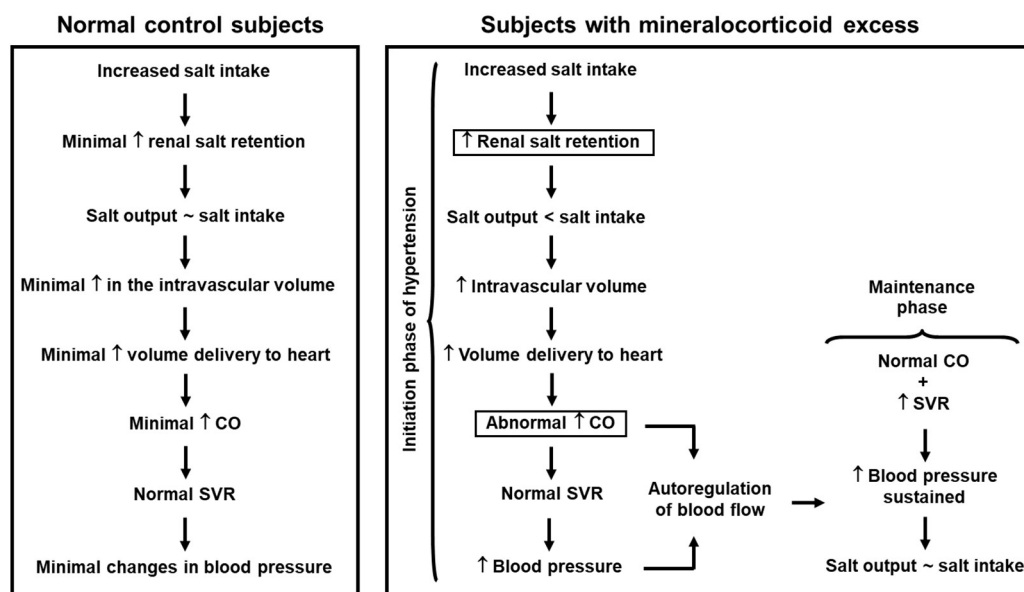 Normal control subjects
Increased salt intake
Minimal ↑ renal salt retention
Salt output ~ salt intake
Minimal ↑ in the intravascular volume
Minimal ↑ volume delivery to heart
Minimal ↑ CO
Normal SVR
Minimal changes in blood pressure
Subjects with mineralocorticoid excess
Initiation phase of hypertension
Increased salt intake
↑ Renal salt retention
Salt output < salt intake
↑ Intravascular volume
↑ Volume delivery to heart
Abnormal ↑ CO
Normal SVR
↑ Blood pressure
Autoregulation
of blood flow
Maintenance
phase
Normal CO
+
↑ SVR
↑ Blood pressure
sustained
Salt output ~ salt intake